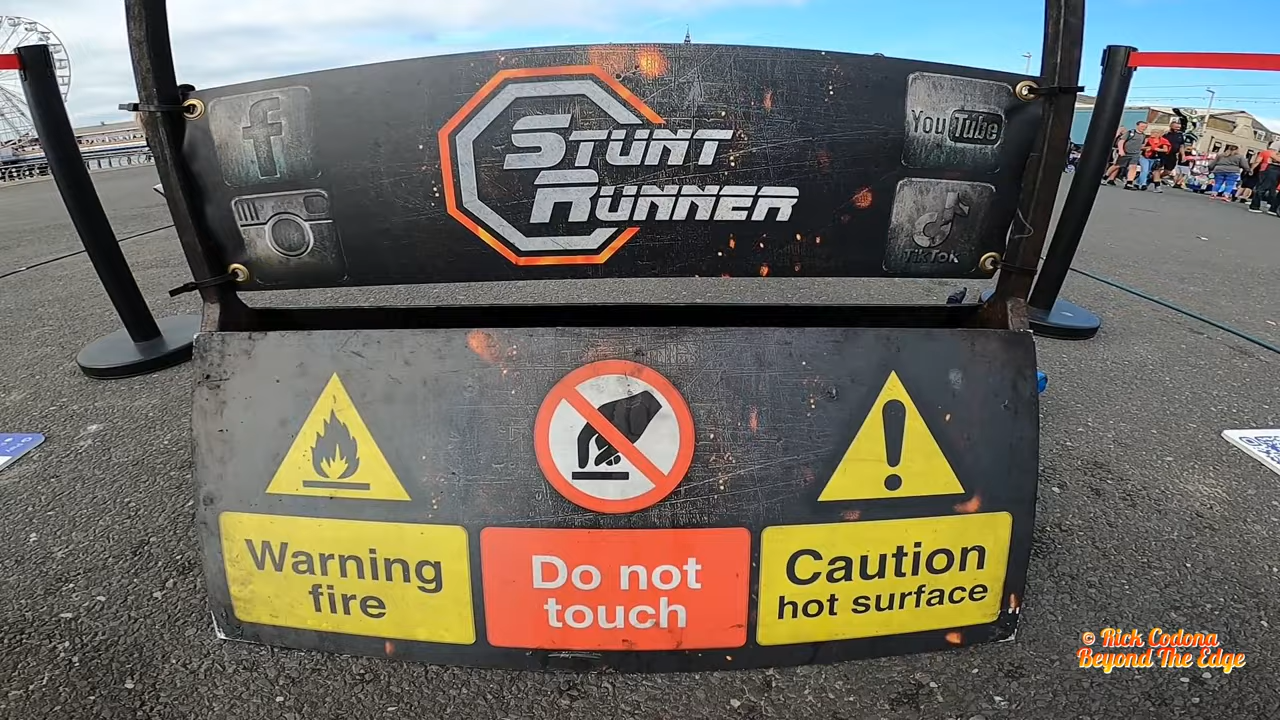 f
YouTube
STUNT
RUNNER
TikTok
Warning
fire
Do not
touch
Caution
hot surface
© Rick Codona
Beyond The Edge